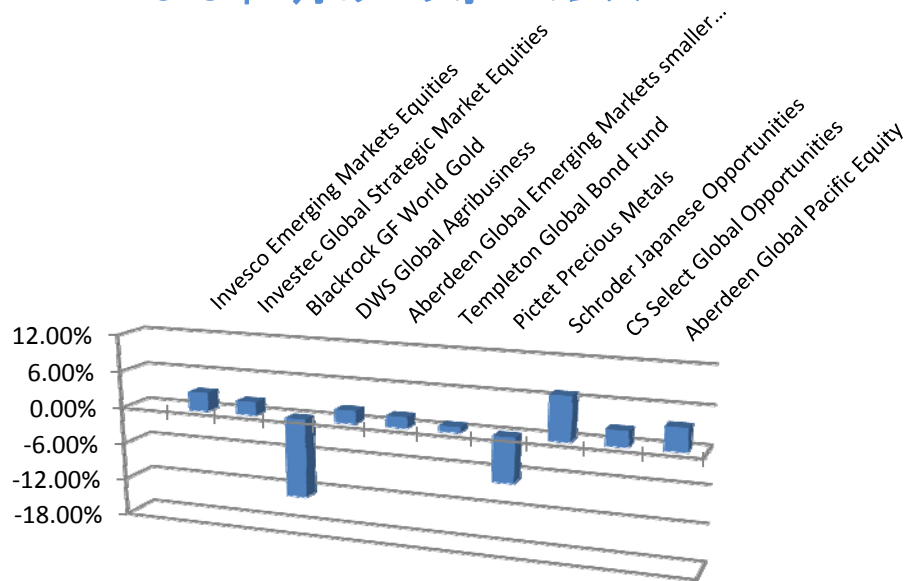 Invesco Emerging Markets Equities
Investec Global Strategic Market Equities
Blackrock GF World Gold
DWS Global Agribusiness
Aberdeen Global Emerging Markets smaller...
Templeton Global Bond Fund
Pictet Precious Metals
Schroder Japanese Opportunities
CS Select Global Opportunities
Aberdeen Global Pacific Equity
12.00%
6.00%
0.00%
-6.00%
-12.00%
-18.00%